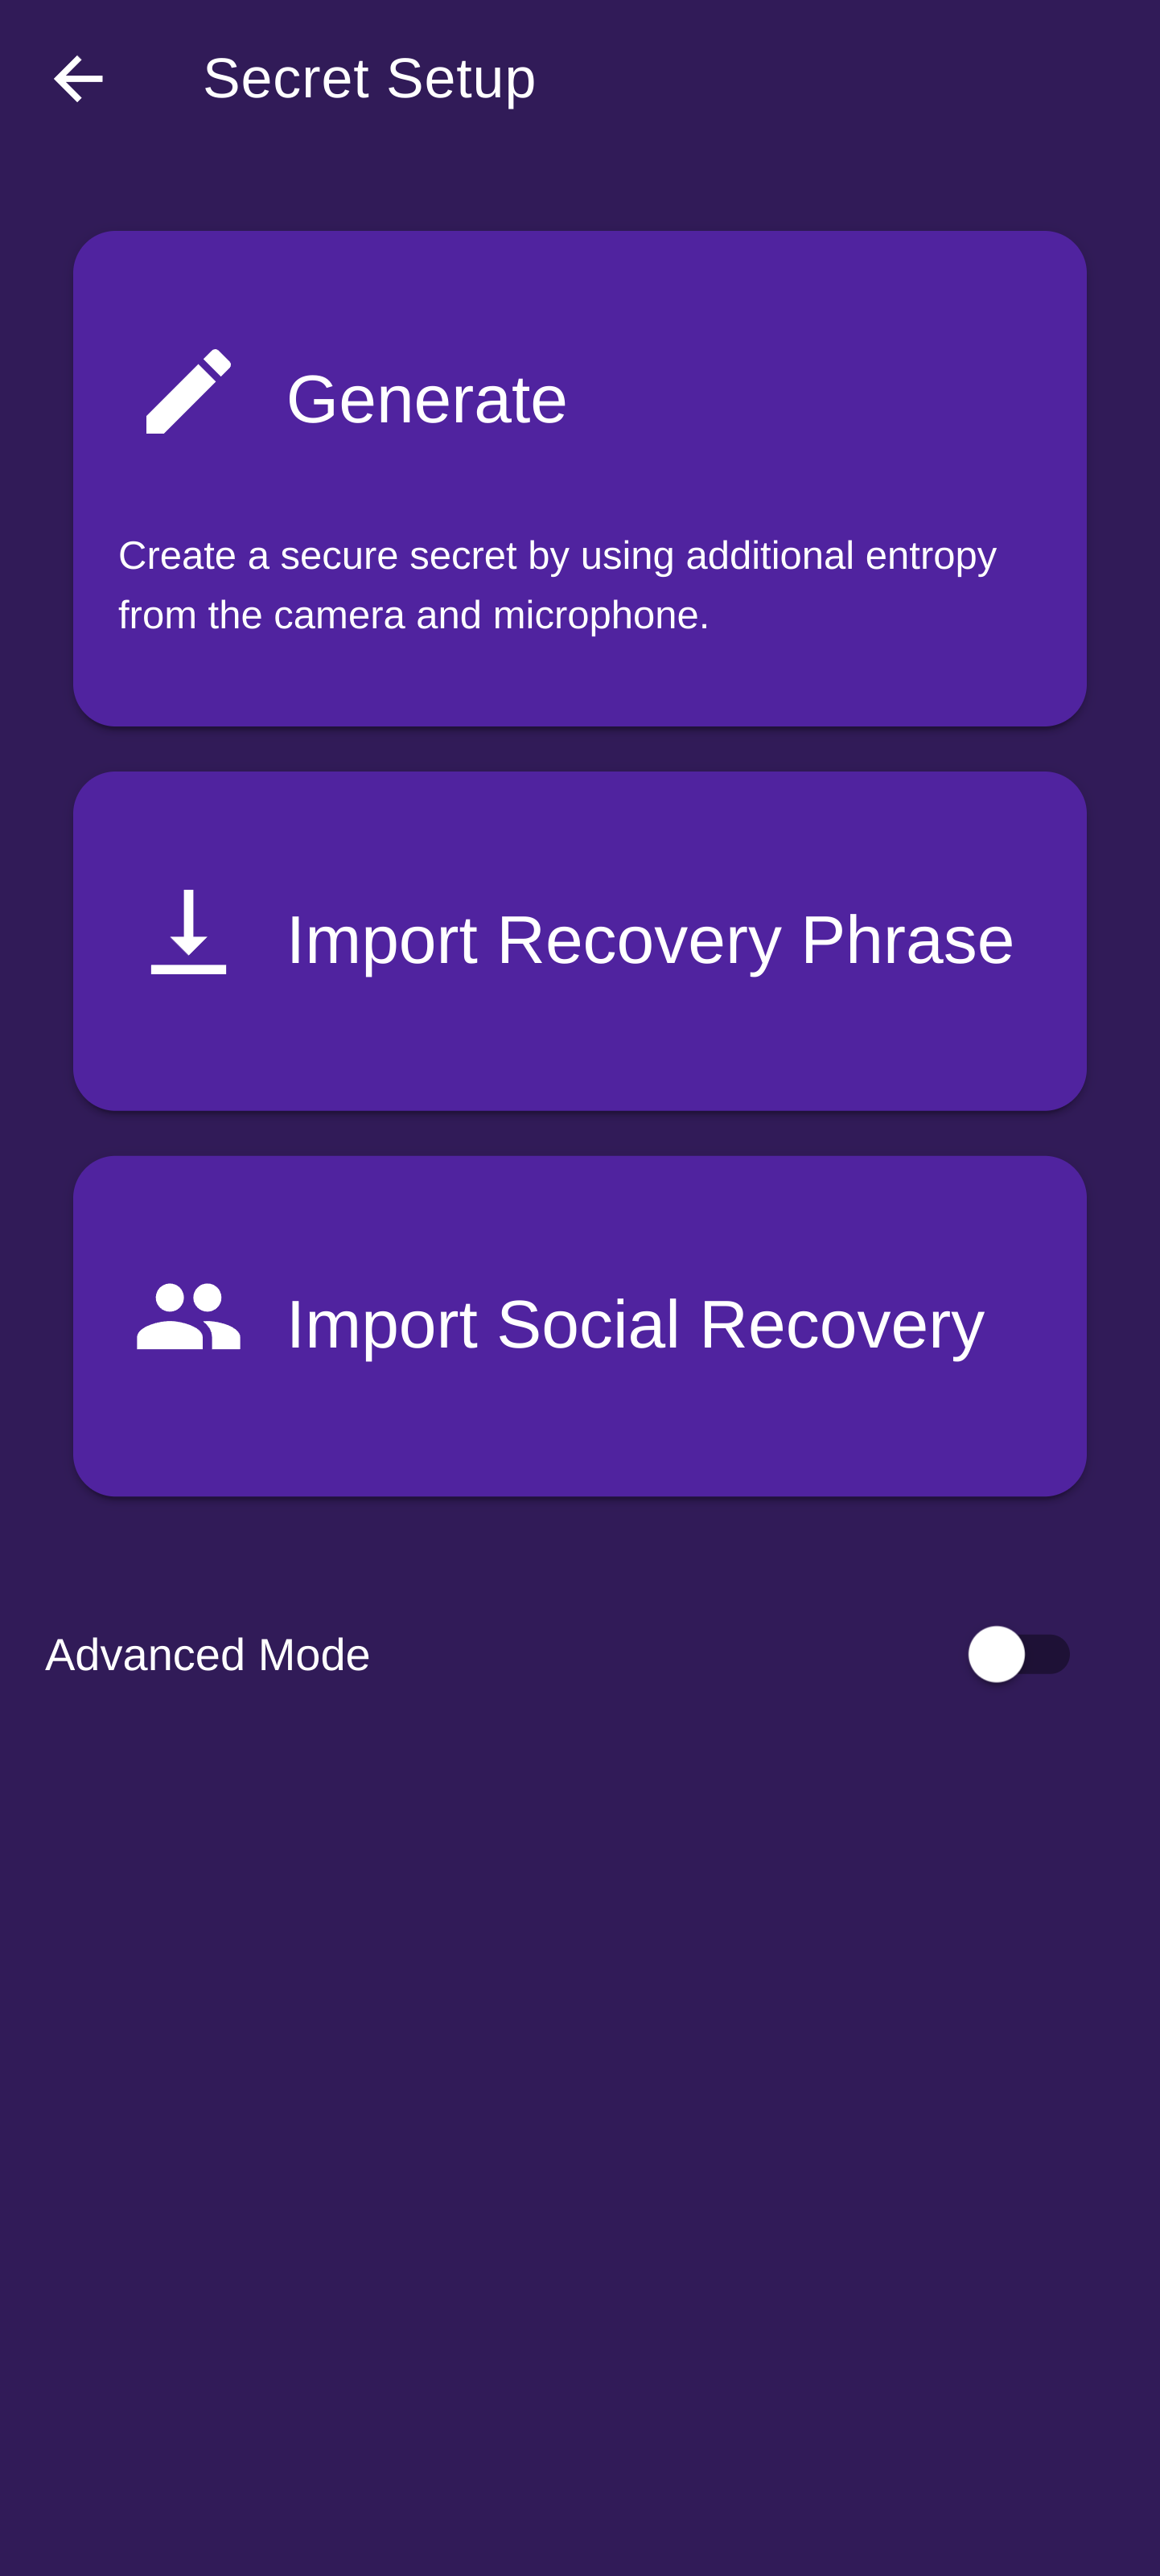 Secret Setup
Generate
Create a secure secret by using additional entropy
from the camera and microphone.
Import Recovery Phrase
Import Social Recovery
Advanced Mode